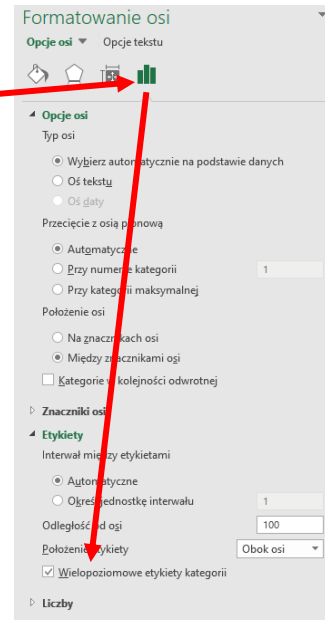 Formatowanie osi
Opcje osi Opcje tekstu
Opcje osi
Typ osi
Wybierz automatycznie na podstawie danych
Oś tekstu
Oś daty
Przecięcie z osią pionową
Automatyczne
Przy numerze kategorii 1
Przy kategorii maksymalnej
Położenie osi
Na znacznikach osi
Między znacznikami osi
Kategorie w kolejności odwrotnej
Znaczniki osi
Etykiety
Interwał między etykietami
Automatyczne
Określ jednostkę interwału 1
Odległość od osi 100
Położenie etykiety Obok osi
Wielopoziomowe etykiety kategorii
Liczby